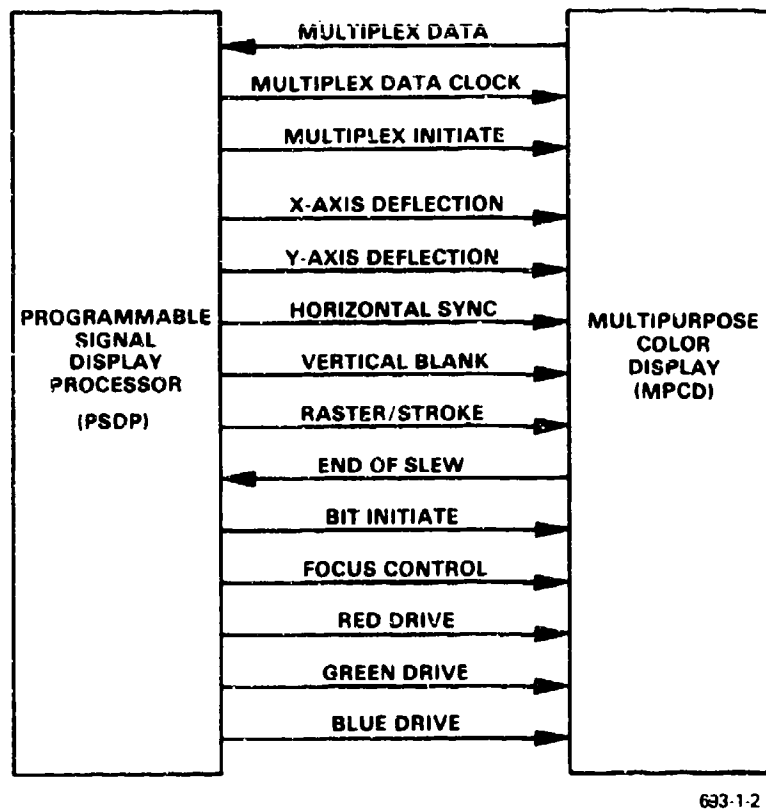 MULTIPLEX DATA
MULTIPLEX DATA CLOCK
MULTIPLEX INITIATE
X-AXIS DEFLECTION
Y-AXIS DEFLECTION
HORIZONTAL SYNC
VERTICAL BLANK
RASTER/STROKE
END OF SLEW
BIT INITIATE
FOCUS CONTROL
RED DRIVE
GREEN DRIVE
BLUE DRIVE
PROGRAMMABLE
SIGNAL
DISPLAY
PROCESSOR
(PSDP)
MULTIPURPOSE
COLOR
DISPLAY
(MPCD)
693-1-2